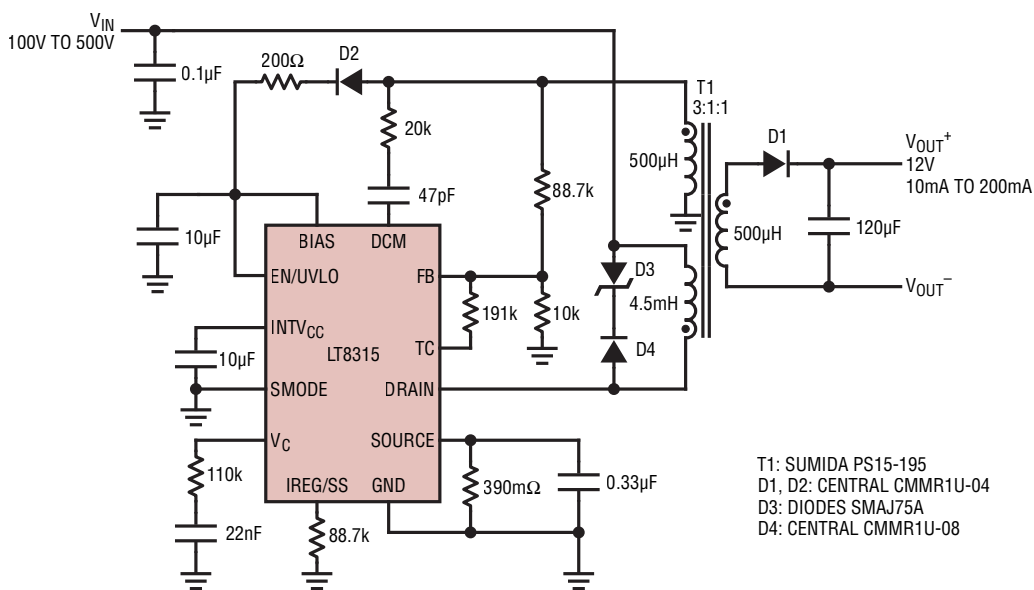 VIN
100V TO 500V
0.1µF
200Ω
D2
20k
47pF
88.7k
T1
3:1:1
500µH
D1
VOUT+
12V
10mA TO 200mA
500µH
120µF
VOUT–
10µF
BIAS
DCM
EN/UVLO
FB
D3
4.5mH
191k
10k
INTVCC
TC
D4
10µF
LT8315
SMODE
DRAIN
VC
SOURCE
110k
IREG/SS
GND
390mΩ
0.33µF
22nF
88.7k
T1: SUMIDA PS15-195
D1, D2: CENTRAL CMMR1U-04
D3: DIODES SMAJ75A
D4: CENTRAL CMMR1U-08